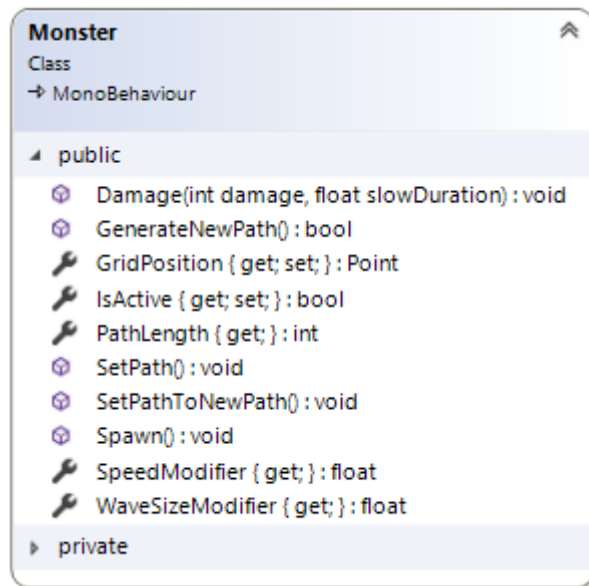 Monster
Class
MonoBehaviour
public
Damage(int damage, float slowDuration) : void
GenerateNewPath() : bool
GridPosition { get; set; } : Point
IsActive { get; set; } : bool
PathLength { get; } : int
SetPath() : void
SetPathToNewPath() : void
Spawn() : void
SpeedModifier { get; } : float
WaveSizeModifier { get; } : float
private